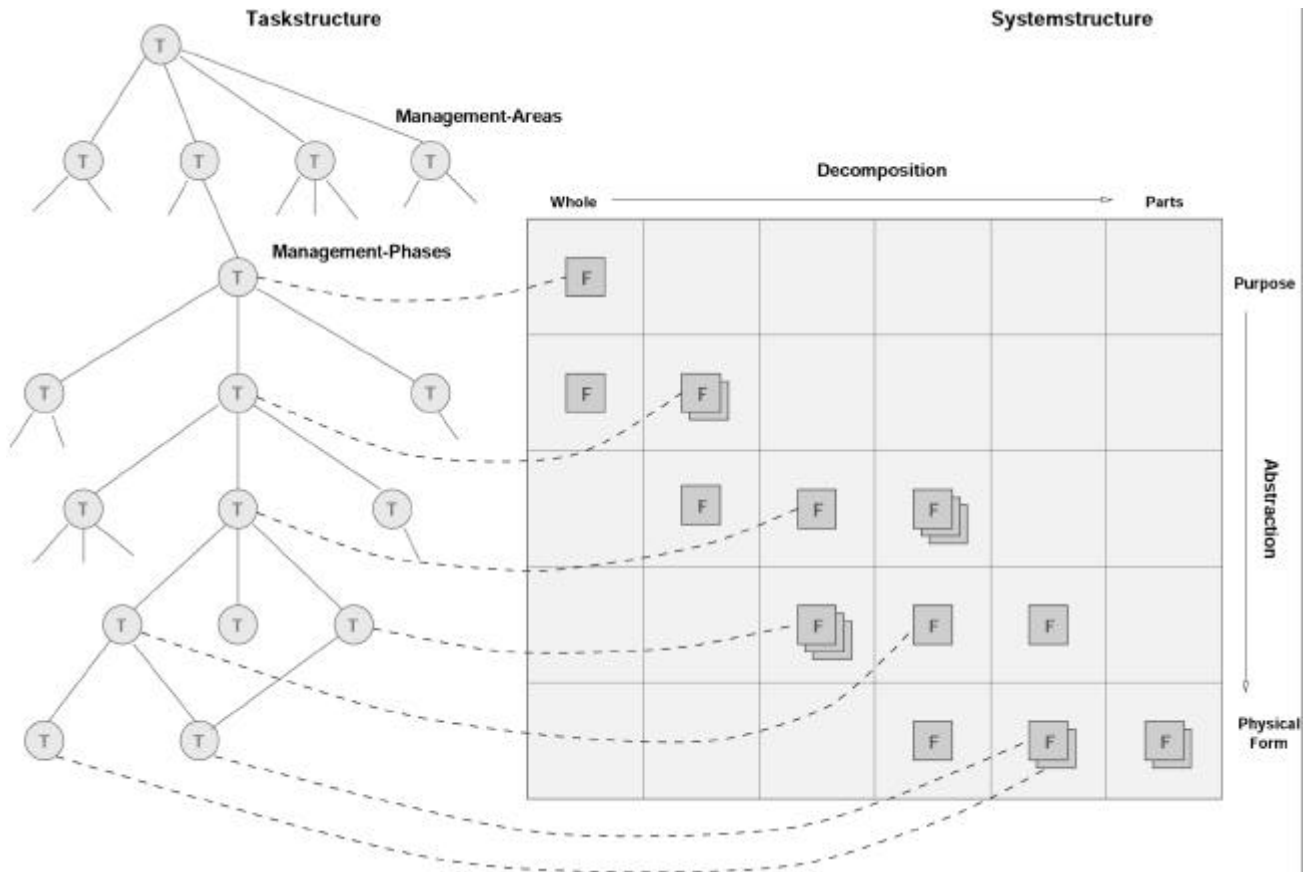 Taskstructure Systemstructure
T
Management-Areas
T T T T
Decomposition
Whole Parts
Management-Phases
T F Purpose
T T T F F
Abstraction
T T T F F F
T T T F F F
T T F F F
Physical
Form